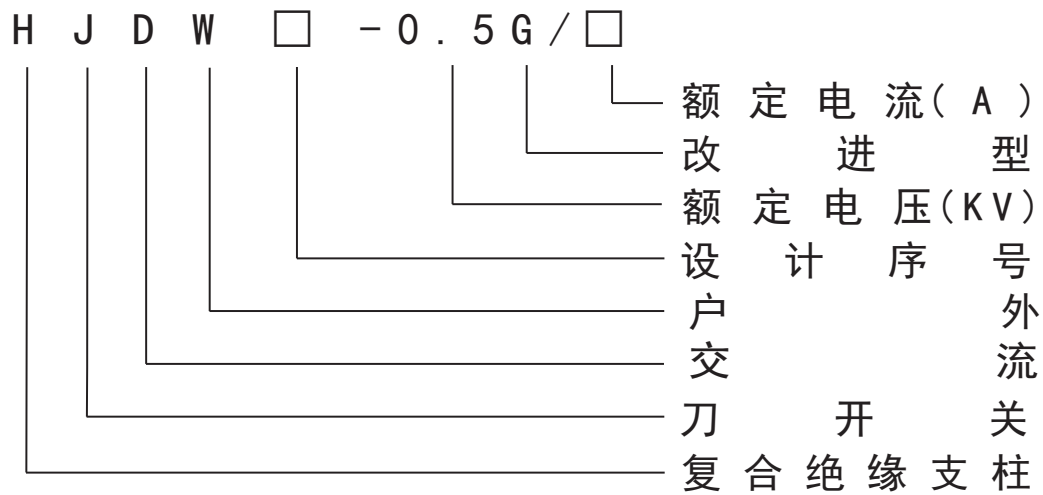 HJDW□-0.5G/□
额定电流(A)
改进型
额定电压(KV)
设计序号
户外
交流
刀开关
复合绝缘支柱